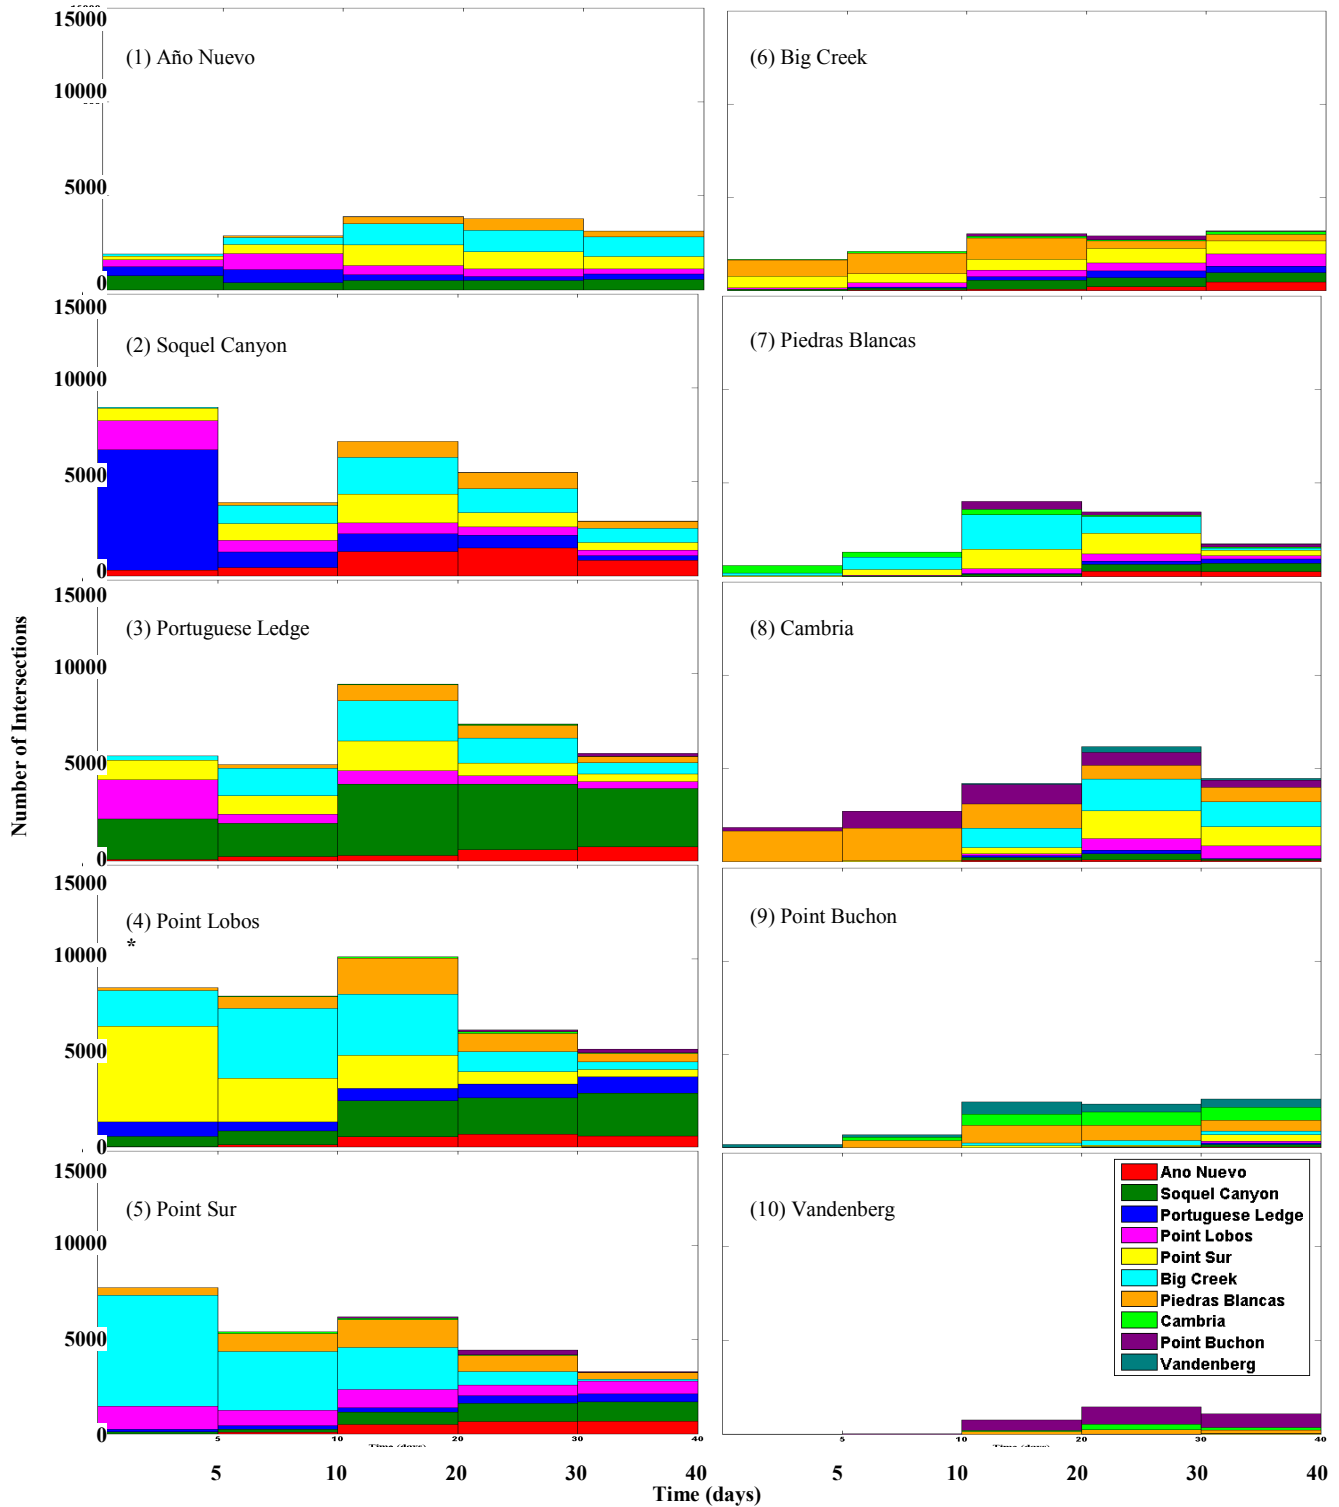 15000
(1) Año Nuevo
10000
5000
0
15000
(2) Soquel Canyon
10000
5000
0
15000
(3) Portuguese Ledge
10000
5000
0
15000
(4) Point Lobos
*
10000
5000
0
15000
(5) Point Sur
10000
5000
0
5 10 20 30 40
Time (days)
5 10 20 30 40
Number of Intersections
(6) Big Creek
(7) Piedras Blancas
(8) Cambria
(9) Point Buchon
(10) Vandenberg
Ano Nuevo
Soquel Canyon
Portuguese Ledge
Point Lobos
Point Sur
Big Creek
Piedras Blancas
Cambria
Point Buchon
Vandenberg
5 10 20 30 40
Time (days)
5 10 20 30 40
Time (days)